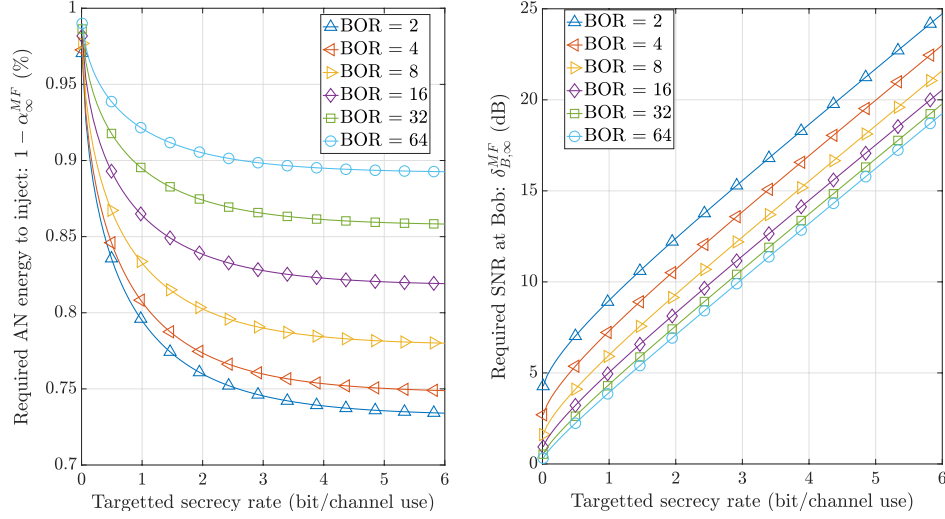 Required AN energy to inject: 1 − α_∞^{MF} (%)
1
0.95
0.9
0.85
0.8
0.75
0.7
0
1
2
3
4
5
6
Targetted secrecy rate (bit/channel use)
BOR = 2
BOR = 4
BOR = 8
BOR = 16
BOR = 32
BOR = 64
Required SNR at Bob: δ_{B,∞}^{MF} (dB)
25
20
15
10
5
0
0
1
2
3
4
5
6
Targetted secrecy rate (bit/channel use)
BOR = 2
BOR = 4
BOR = 8
BOR = 16
BOR = 32
BOR = 64